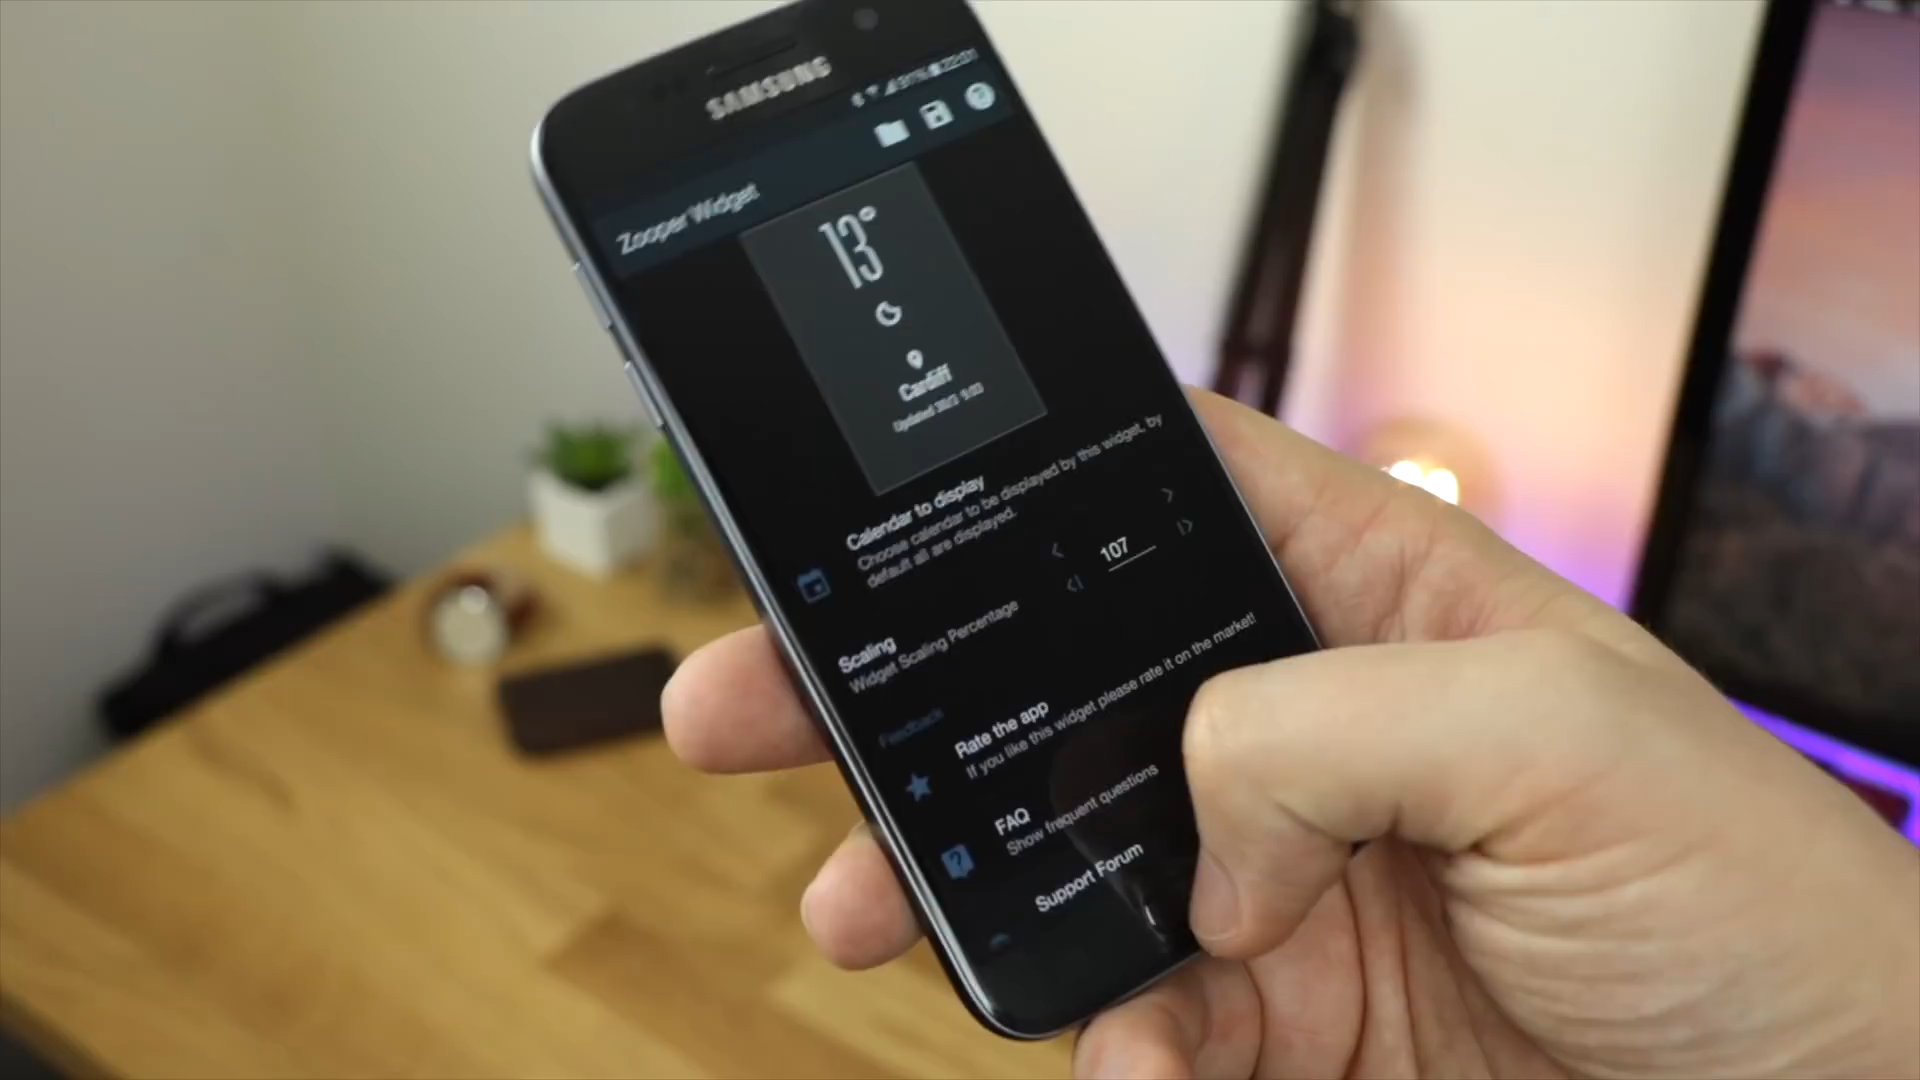 SAMSUNG
Zooper Widget
13°
Cardiff
Updated
Calendar to display
Choose calendar to be displayed by this widget, by
default all are displayed.
Scaling
Widget Scaling Percentage
107
Feedback
Rate the app
If you like this widget please rate it on the market!
FAQ
Show frequent questions
Support Forum